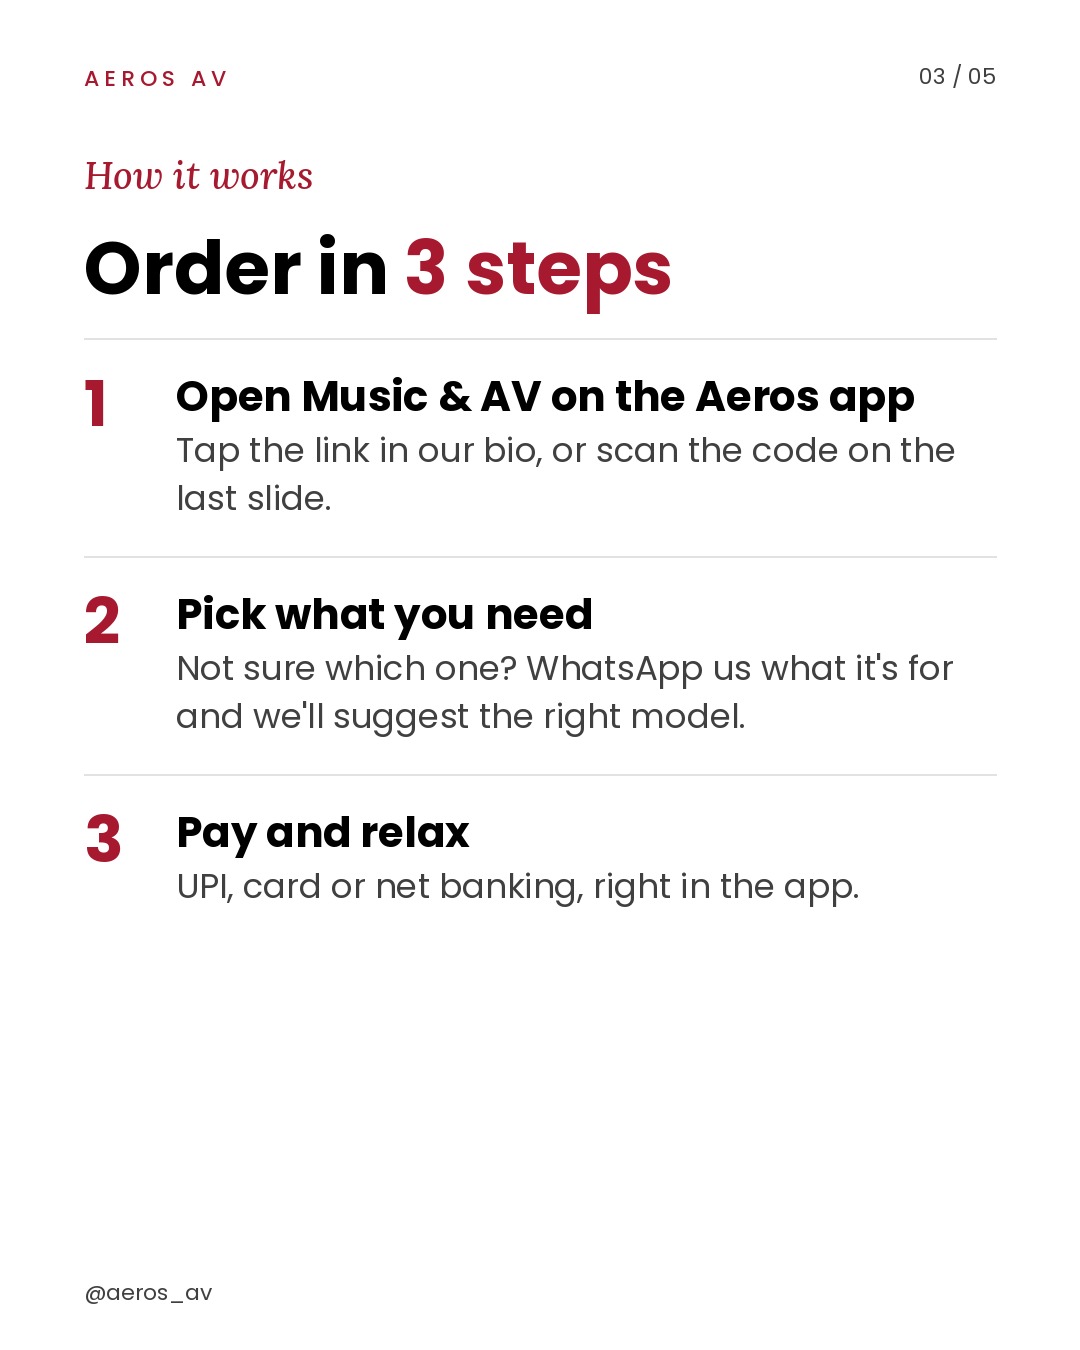 AEROS AV
03 / 05
How it works
Order in 3 steps
1
Open Music & AV on the Aeros app
Tap the link in our bio, or scan the code on the
last slide.
2
Pick what you need
Not sure which one? WhatsApp us what it's for
and we'll suggest the right model.
3
Pay and relax
UPI, card or net banking, right in the app.
@aeros_av